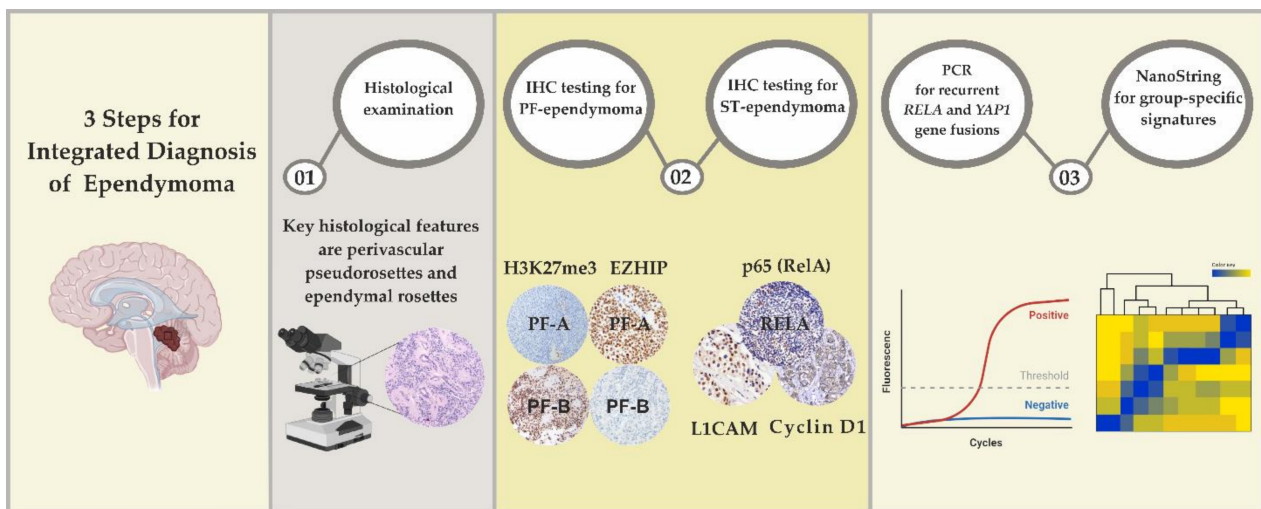 3 Steps for
Integrated Diagnosis
of Ependymoma
Histological
examination
01
Key histological features
are perivascular
pseudorosettes and
ependymal rosettes
IHC testing for
PF-ependymoma
IHC testing for
ST-ependymoma
02
H3K27me3 EZHIP
PF-A PF-A
PF-B PF-B
p65 (RelA)
RELA
L1CAM Cyclin D1
PCR
for recurrent
RELA and YAP1
gene fusions
NanoString
for group-specific
signatures
03
Fluorescenc
Positive
Threshold
Negative
Cycles
Color key